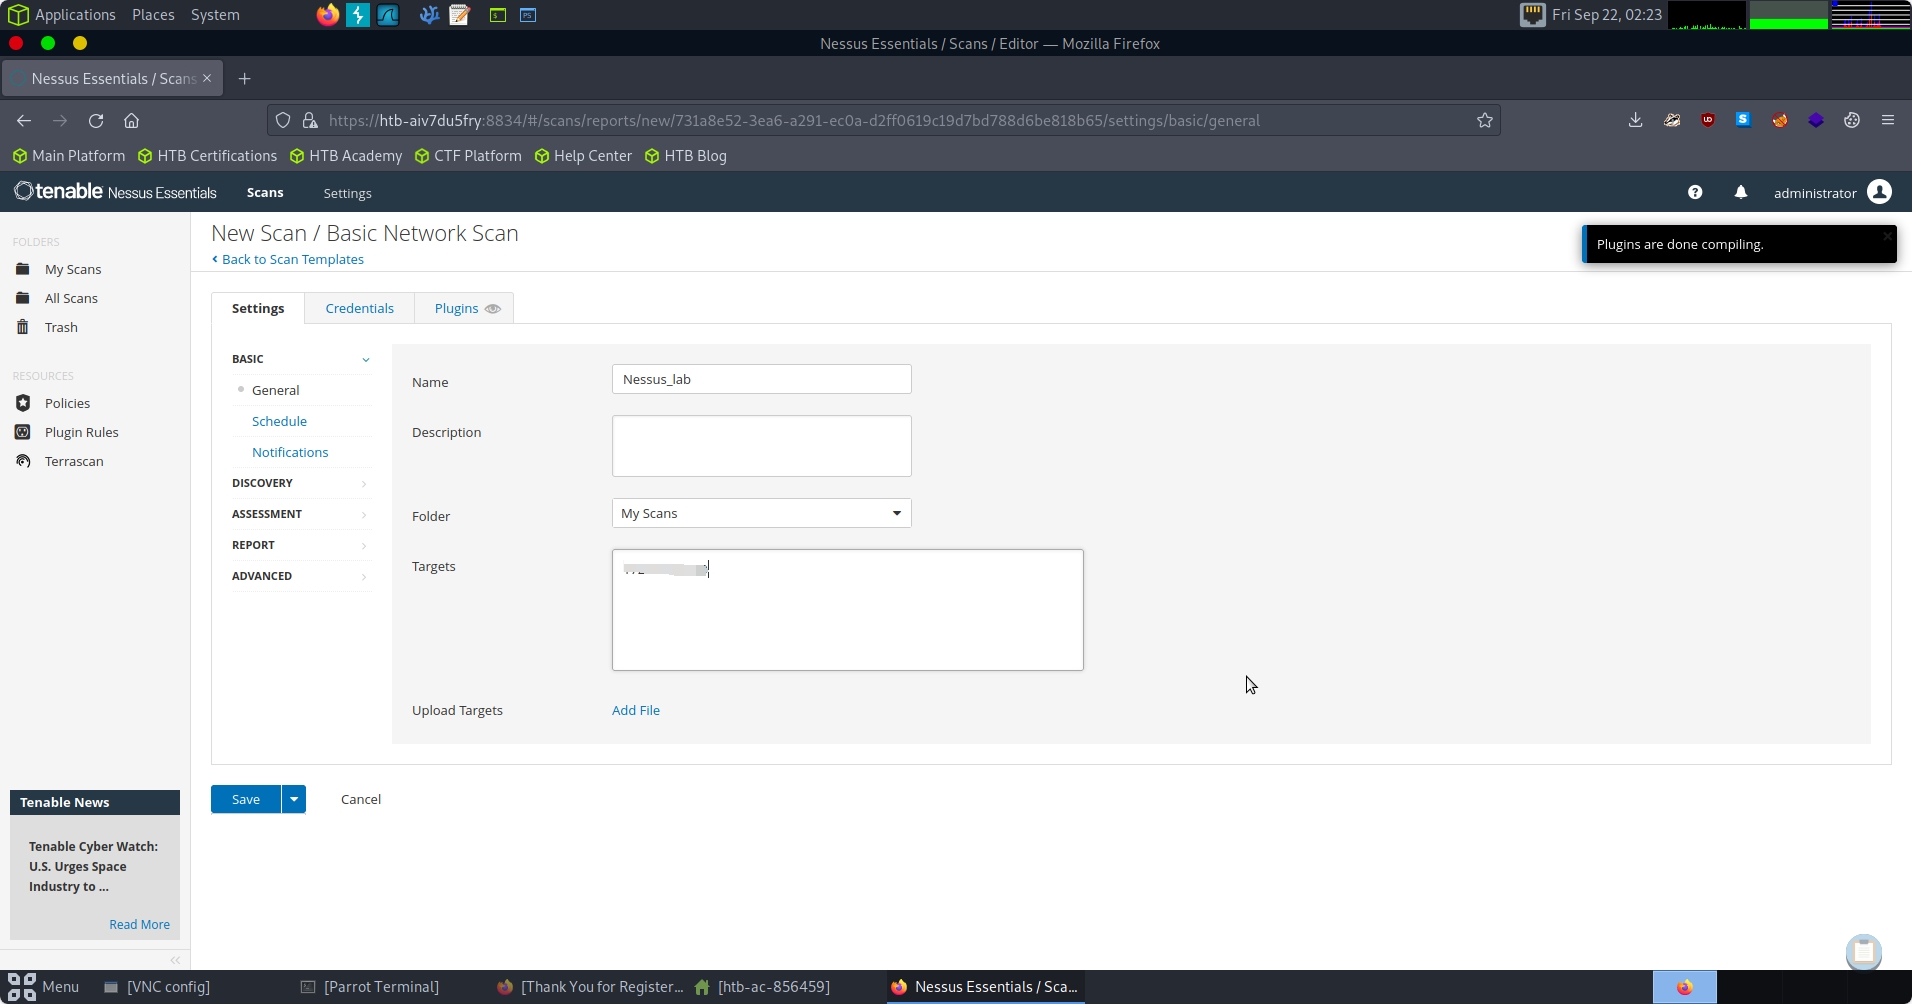 Applications Places System
Fri Sep 22, 02:23
Nessus Essentials / Scans / Editor — Mozilla Firefox
Nessus Essentials / Scans
https://htb-aiv7du5fry:8834/#/scans/reports/new/731a8e52-3ea6-a291-ec0a-d2ff0619c19d7bd788d6be818b65/settings/basic/general
Main Platform HTB Certifications HTB Academy CTF Platform Help Center HTB Blog
tenable Nessus Essentials Scans Settings administrator
FOLDERS
My Scans
All Scans
Trash
RESOURCES
Policies
Plugin Rules
Terrascan
New Scan / Basic Network Scan
Back to Scan Templates
Plugins are done compiling.
Settings Credentials Plugins
BASIC
General
Schedule
Notifications
DISCOVERY
ASSESSMENT
REPORT
ADVANCED
Name Nessus_lab
Description
Folder My Scans
Targets
Upload Targets Add File
Save Cancel
Tenable News
Tenable Cyber Watch:
U.S. Urges Space
Industry to ...
Read More
Menu [VNC config] [Parrot Terminal] [Thank You for Register... [htb-ac-856459] Nessus Essentials / Sca...